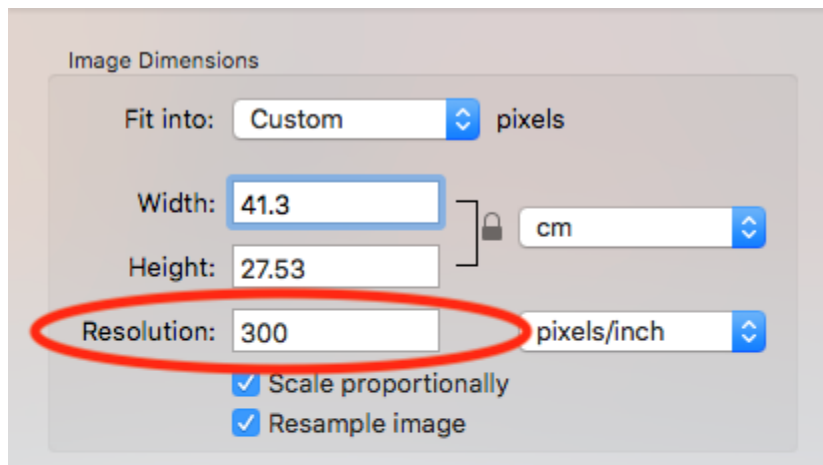 Image Dimensions
Fit into: Custom pixels
Width: 41.3
cm
Height: 27.53
Resolution: 300 pixels/inch
Scale proportionally
Resample image